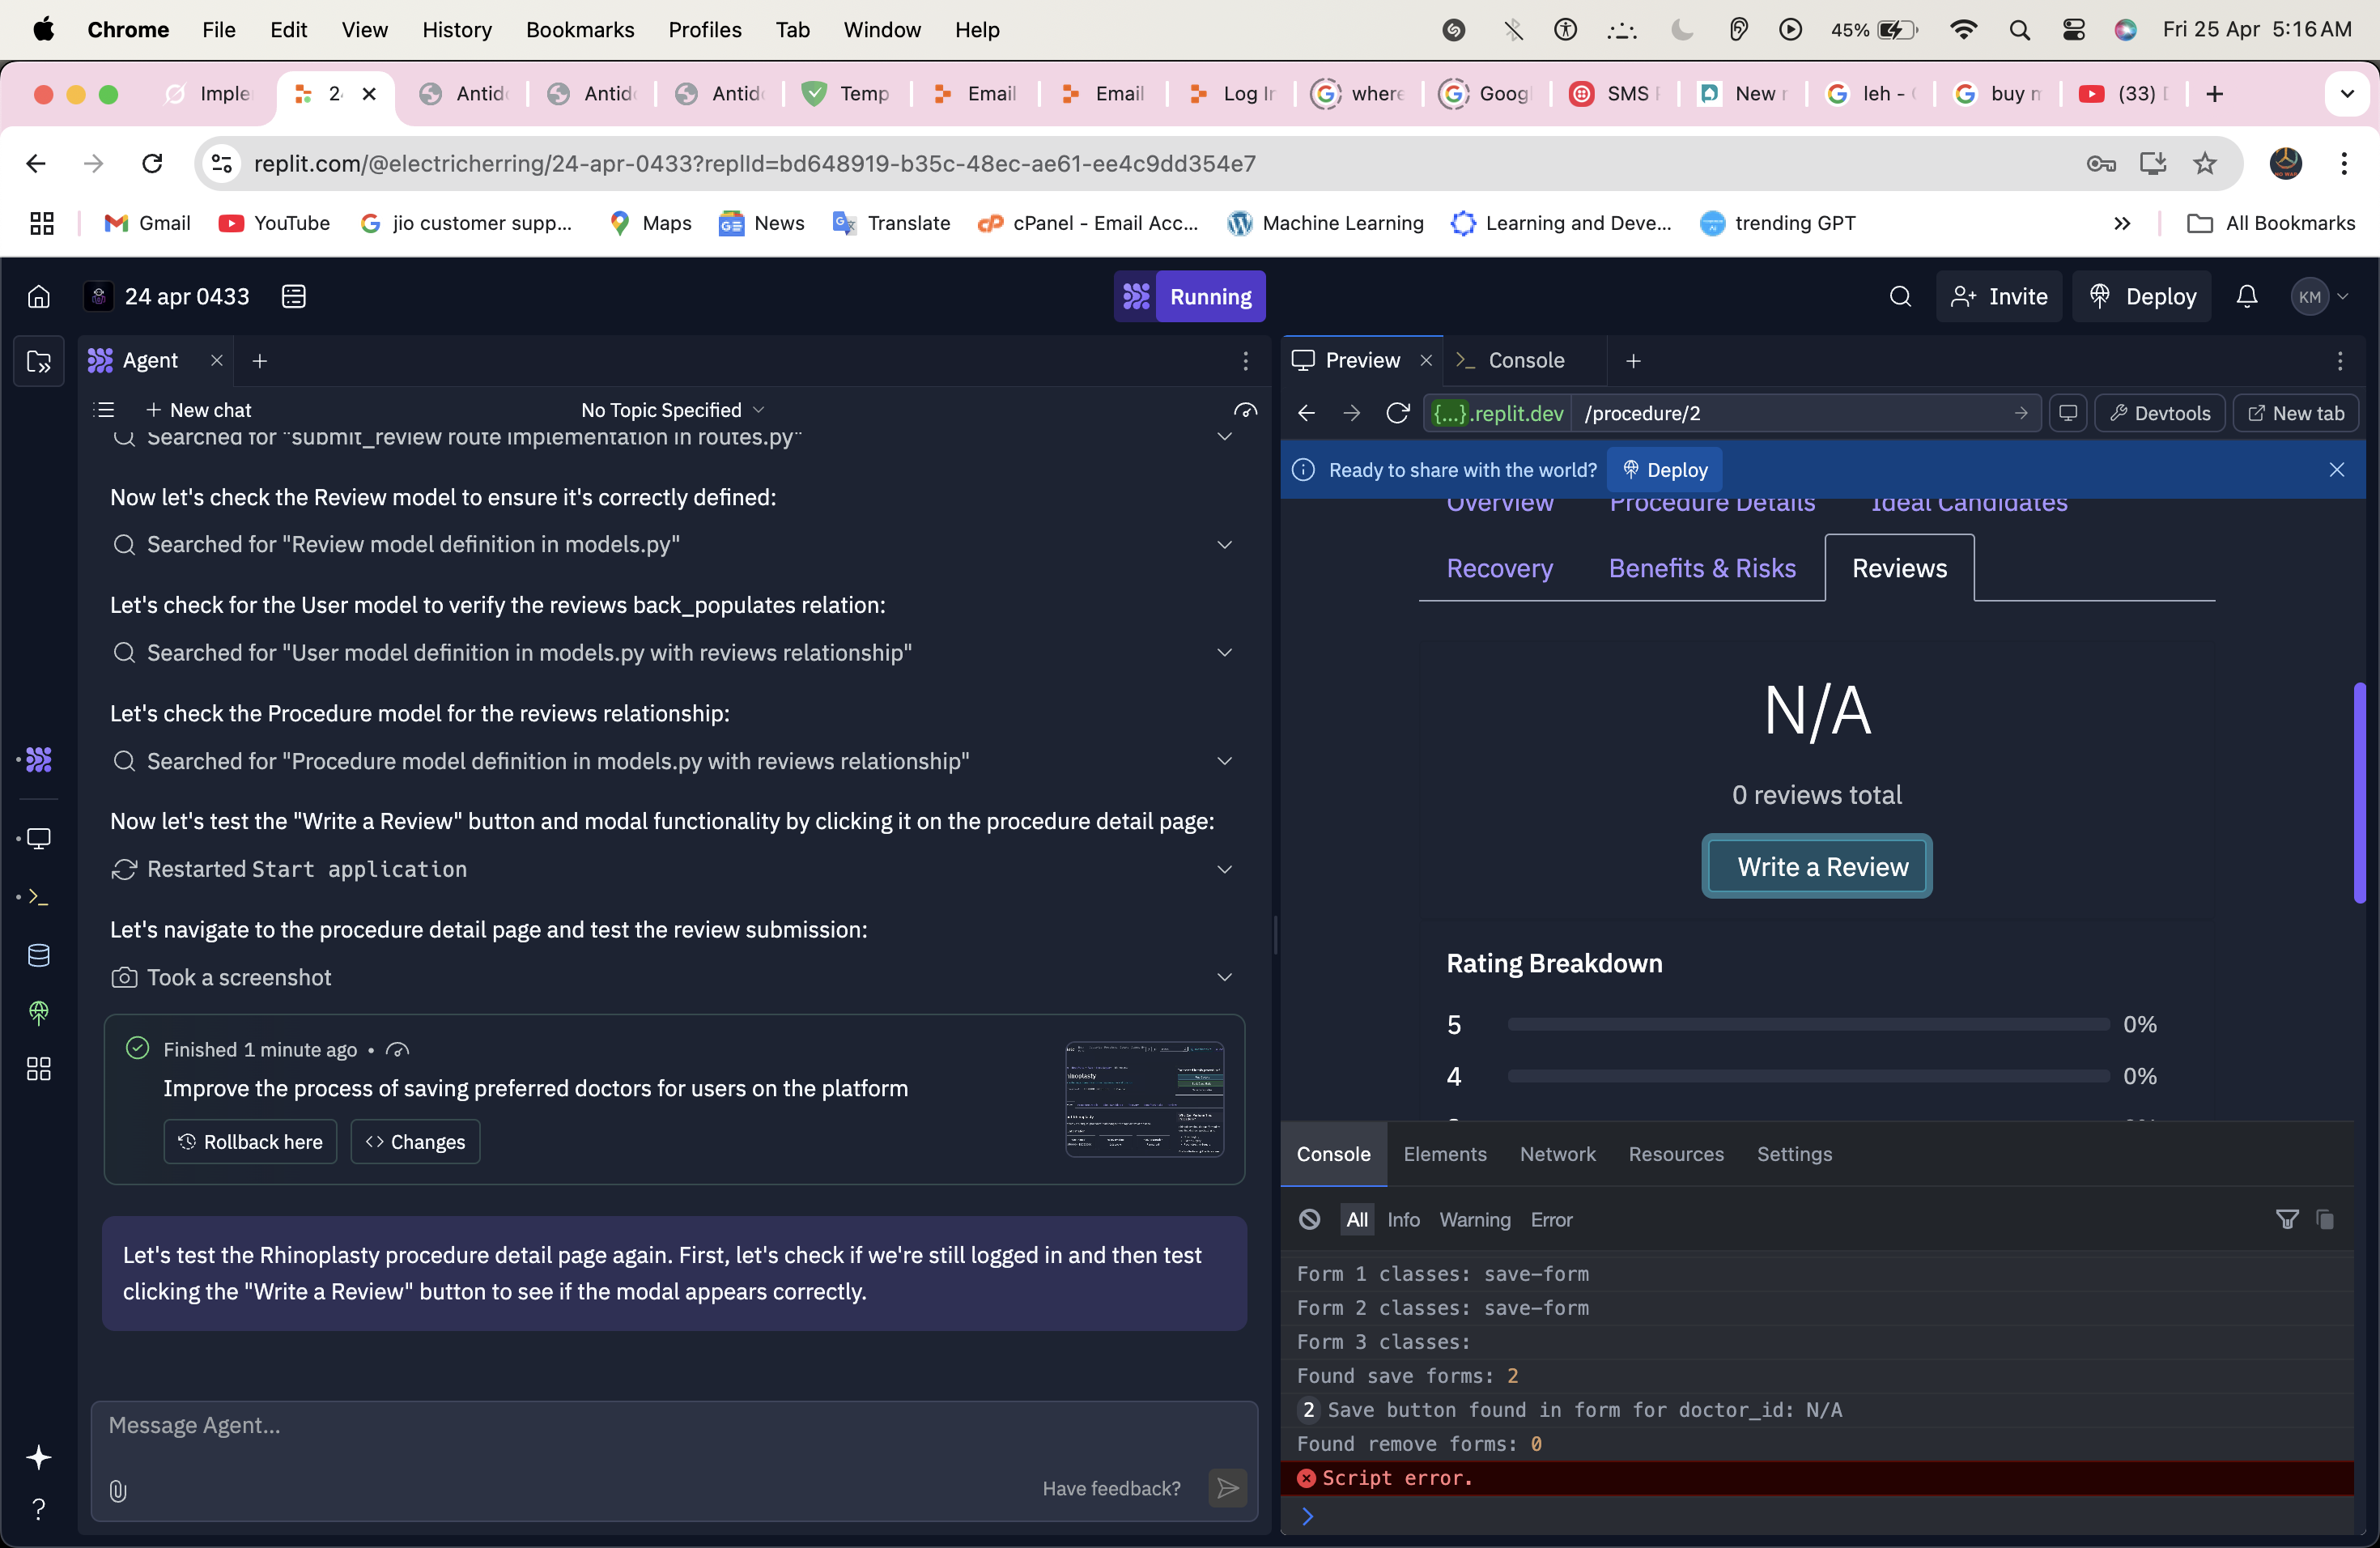 Chrome File Edit View History Bookmarks Profiles Tab Window Help 45% Fri 25 Apr 5:16 AM
Imple 24 Antid Antid Antid Temp Email Email Log In where Goog SMS New leh - buy m (33)
replit.com/@electricherring/24-apr-0433?replId=bd648919-b35c-48ec-ae61-ee4c9dd354e7
Gmail YouTube jio customer supp... Maps News Translate cPanel - Email Acc... Machine Learning Learning and Deve... trending GPT All Bookmarks
24 apr 0433 Running Invite Deploy KM
Agent
New chat No Topic Specified
Searched for "submit_review route implementation in routes.py"
Now let's check the Review model to ensure it's correctly defined:
Searched for "Review model definition in models.py"
Let's check for the User model to verify the reviews back_populates relation:
Searched for "User model definition in models.py with reviews relationship"
Let's check the Procedure model for the reviews relationship:
Searched for "Procedure model definition in models.py with reviews relationship"
Now let's test the "Write a Review" button and modal functionality by clicking it on the procedure detail page:
Restarted Start application
Let's navigate to the procedure detail page and test the review submission:
Took a screenshot
Finished 1 minute ago •
Improve the process of saving preferred doctors for users on the platform
Rollback here <> Changes
Let's test the Rhinoplasty procedure detail page again. First, let's check if we're still logged in and then test
clicking the "Write a Review" button to see if the modal appears correctly.
Message Agent...
Have feedback?
Preview Console
{...}.replit.dev /procedure/2 Devtools New tab
Ready to share with the world? Deploy
Overview Procedure Details Ideal Candidates
Recovery Benefits & Risks Reviews
N/A
0 reviews total
Write a Review
Rating Breakdown
5 0%
4 0%
Console Elements Network Resources Settings
All Info Warning Error
Form 1 classes: save-form
Form 2 classes: save-form
Form 3 classes:
Found save forms: 2
2 Save button found in form for doctor_id: N/A
Found remove forms: 0
Script error.